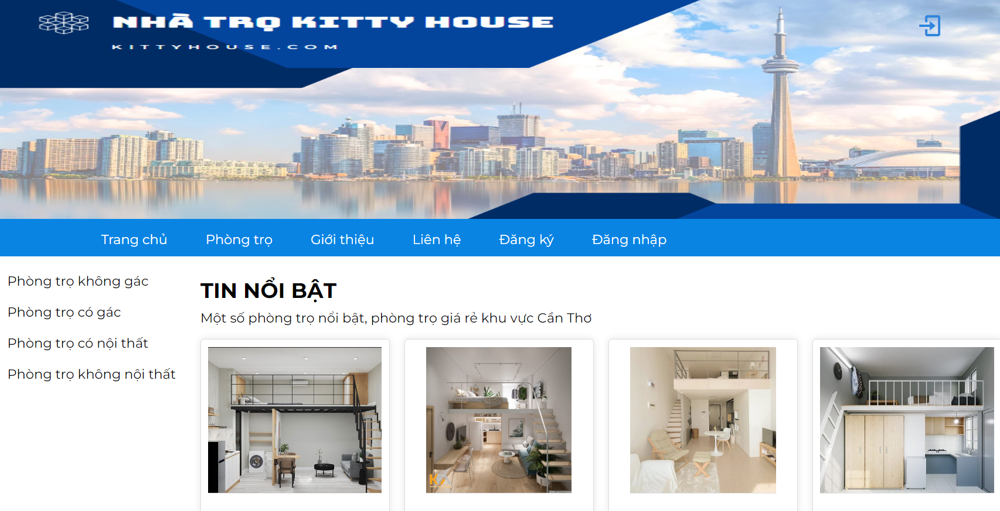 NHÀ TRỌ KITTY HOUSE
KITTYHOUSE.COM
Trang chủ
Phòng trọ
Giới thiệu
Liên hệ
Đăng ký
Đăng nhập
Phòng trọ không gác
Phòng trọ có gác
Phòng trọ có nội thất
Phòng trọ không nội thất
TIN NỔI BẬT
Một số phòng trọ nổi bật, phòng trọ giá rẻ khu vực Cần Thơ